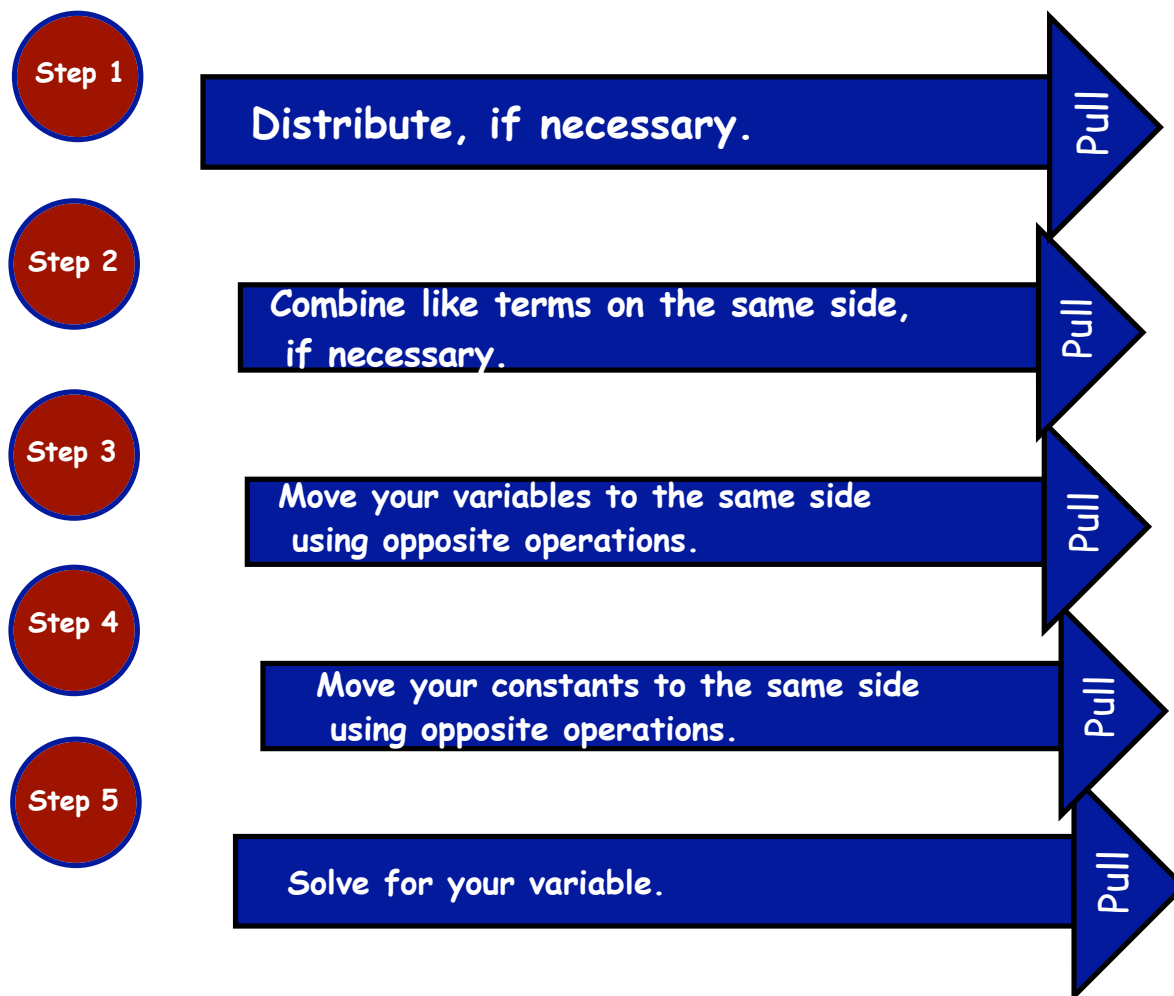 Step 1
Distribute, if necessary.
Pull
Step 2
Combine like terms on the same side,
if necessary.
Pull
Step 3
Move your variables to the same side
using opposite operations.
Pull
Step 4
Move your constants to the same side
using opposite operations.
Pull
Step 5
Solve for your variable.
Pull